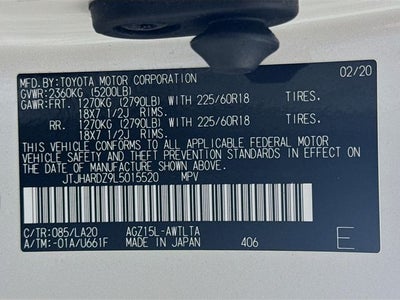 MFD.BY:TOYOTA MOTOR CORPORATION 02/20
GVWR:2360KG (5200LB)
GAWR:FRT. 1270KG (2790LB) WITH 225/60R18 TIRES.
18X7 1/2J RIMS.
RR. 1270KG (2790LB) WITH 225/60R18 TIRES.
18X7 1/2J RIMS.
THIS VEHICLE CONFORMS TO ALL APPLICABLE FEDERAL MOTOR
VEHICLE SAFETY, BUMPER, AND THEFT PREVENTION STANDARDS
IN EFFECT ON THE DATE OF MANUFACTURE SHOWN ABOVE.
JTJHARDZ9L5015520 MPV
C/TR:085/LA20 AGZ15L-AWTLTA
A/TM:-01A/U661F MADE IN JAPAN 406 E